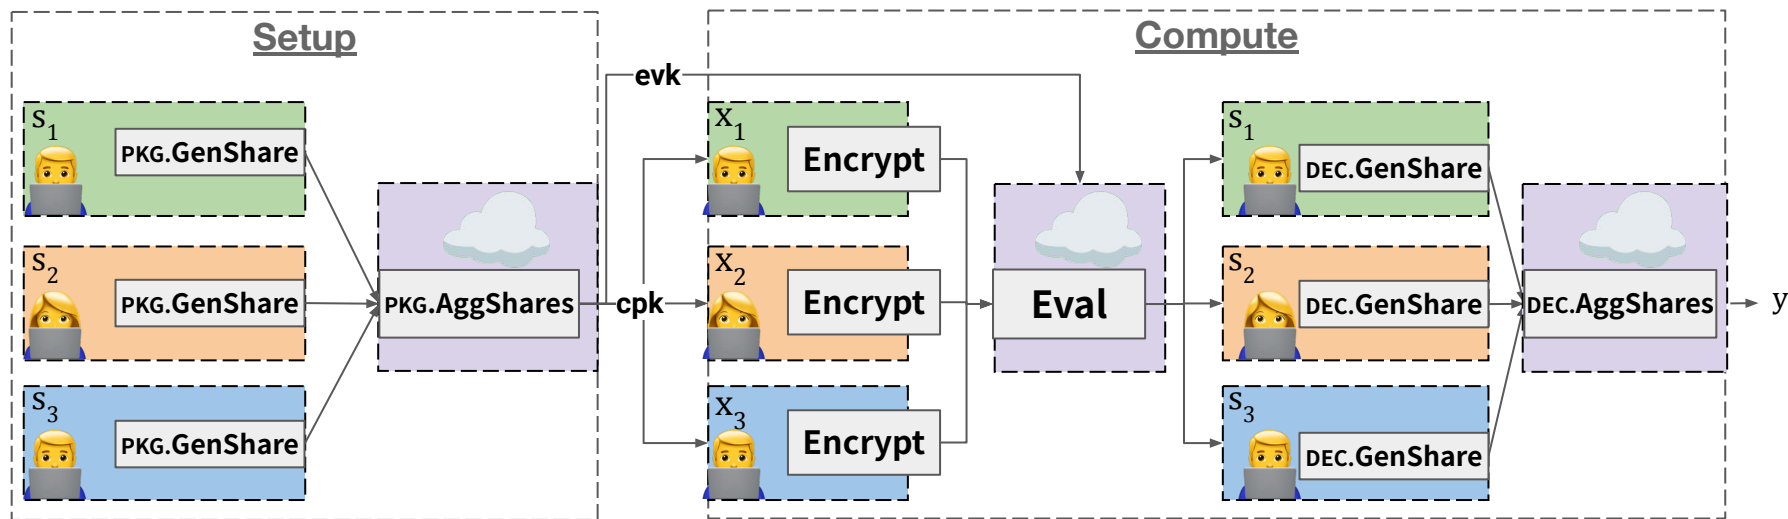 Setup
S1
PKG.GenShare
S2
PKG.GenShare
S3
PKG.GenShare
PKG.AggShares
evk
cpk
Compute
X1
Encrypt
X2
Encrypt
X3
Encrypt
Eval
S1
DEC.GenShare
S2
DEC.GenShare
S3
DEC.GenShare
DEC.AggShares
y